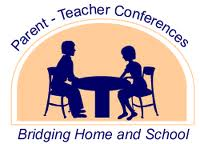 Parent - Teacher Conferences
Bridging Home and School